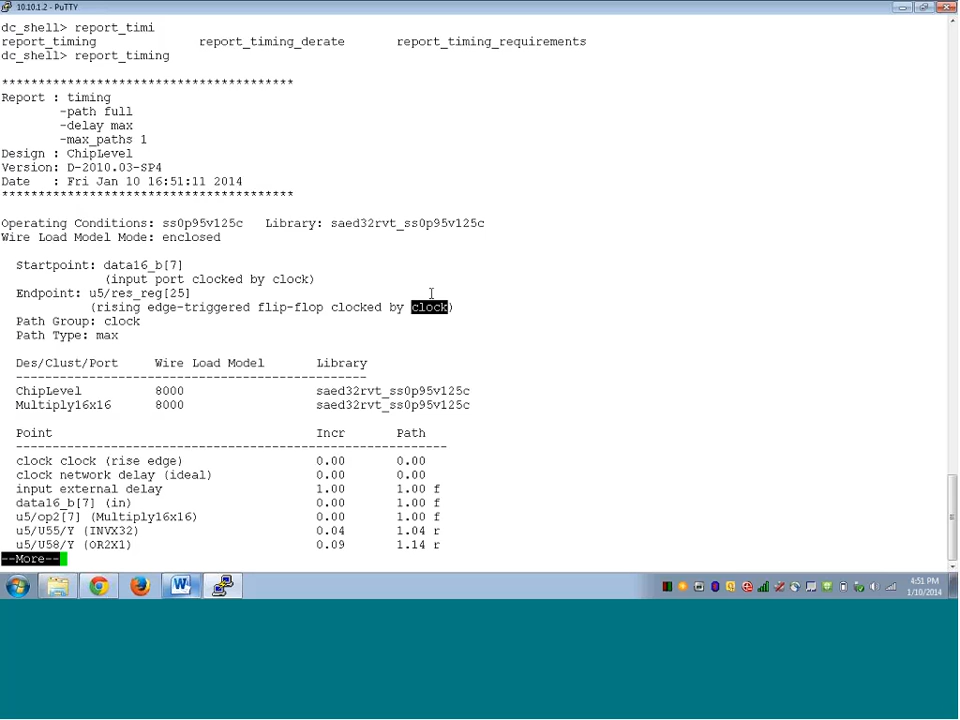 10.10.1.2 - PuTTY
dc_shell> report_timi
report_timing report_timing_derate report_timing_requirements
dc_shell> report_timing
****************************************
Report : timing
-path full
-delay max
-max_paths 1
Design : ChipLevel
Version: D-2010.03-SP4
Date : Fri Jan 10 16:51:11 2014
****************************************
Operating Conditions: ss0p95v125c Library: saed32rvt_ss0p95v125c
Wire Load Model Mode: enclosed
Startpoint: data16_b[7]
(input port clocked by clock)
Endpoint: u5/res_reg[25]
(rising edge-triggered flip-flop clocked by clock)
Path Group: clock
Path Type: max
Des/Clust/Port Wire Load Model Library
------------------------------------------------
ChipLevel 8000 saed32rvt_ss0p95v125c
Multiply16x16 8000 saed32rvt_ss0p95v125c
Point Incr Path
-----------------------------------------------------------
clock clock (rise edge) 0.00 0.00
clock network delay (ideal) 0.00 0.00
input external delay 1.00 1.00 f
data16_b[7] (in) 0.00 1.00 f
u5/op2[7] (Multiply16x16) 0.00 1.00 f
u5/U55/Y (INVX32) 0.04 1.04 r
u5/U58/Y (OR2X1) 0.09 1.14 r
--More--
4:51 PM
1/10/2014